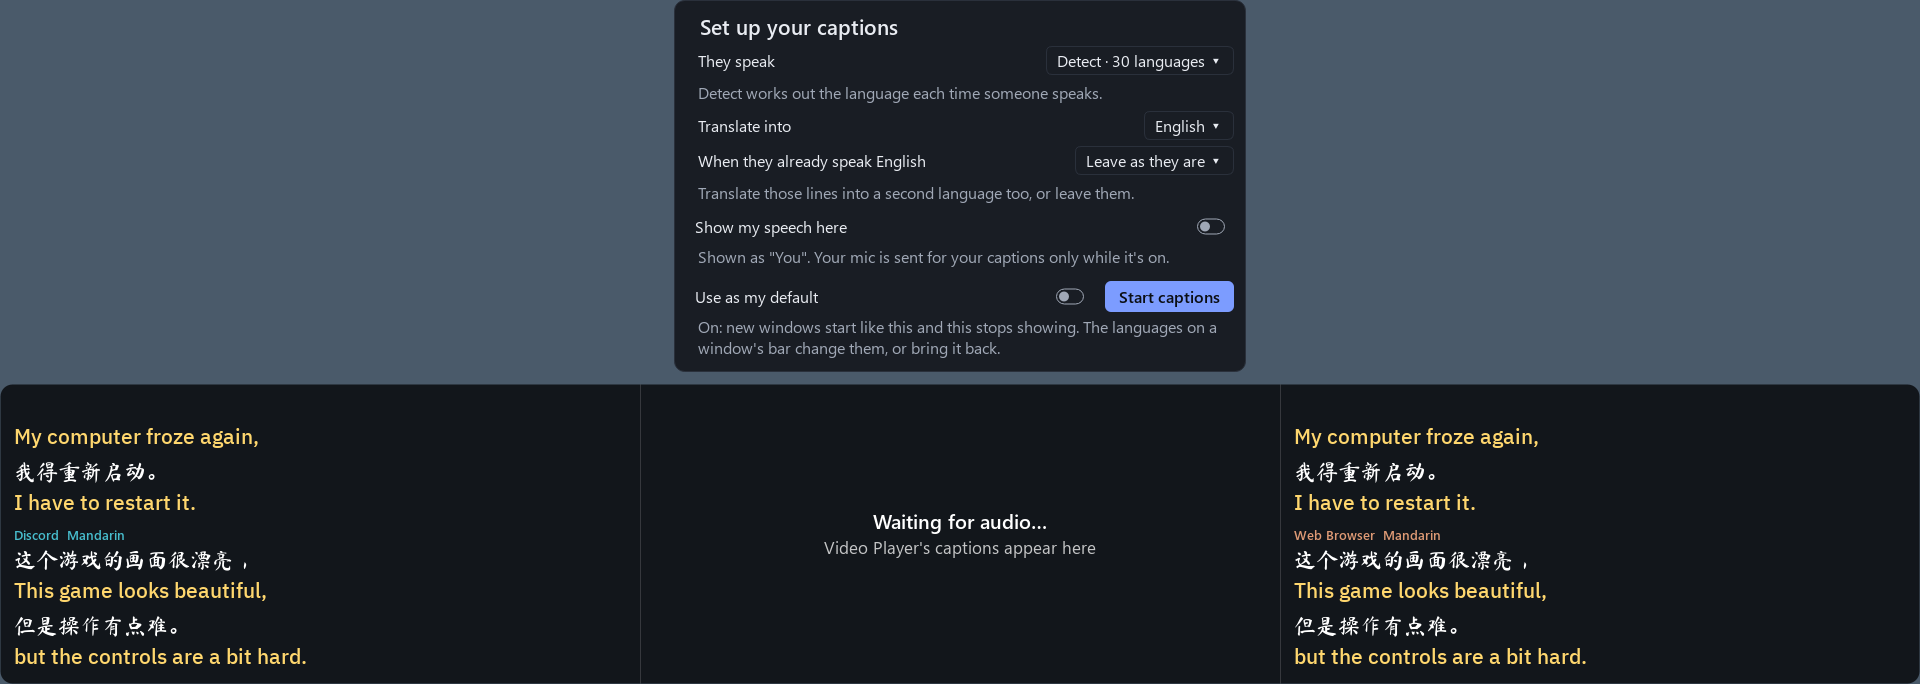 Set up your captions
They speak
Detect · 30 languages ▾
Detect works out the language each time someone speaks.
Translate into
English ▾
When they already speak English
Leave as they are ▾
Translate those lines into a second language too, or leave them.
Show my speech here
Shown as "You". Your mic is sent for your captions only while it's on.
Use as my default
Start captions
On: new windows start like this and this stops showing. The languages on a
window's bar change them, or bring it back.
My computer froze again,
我得重新启动。
I have to restart it.
Discord Mandarin
这个游戏的画面很漂亮，
This game looks beautiful,
但是操作有点难。
but the controls are a bit hard.
Waiting for audio...
Video Player's captions appear here
My computer froze again,
我得重新启动。
I have to restart it.
Web Browser Mandarin
这个游戏的画面很漂亮，
This game looks beautiful,
但是操作有点难。
but the controls are a bit hard.